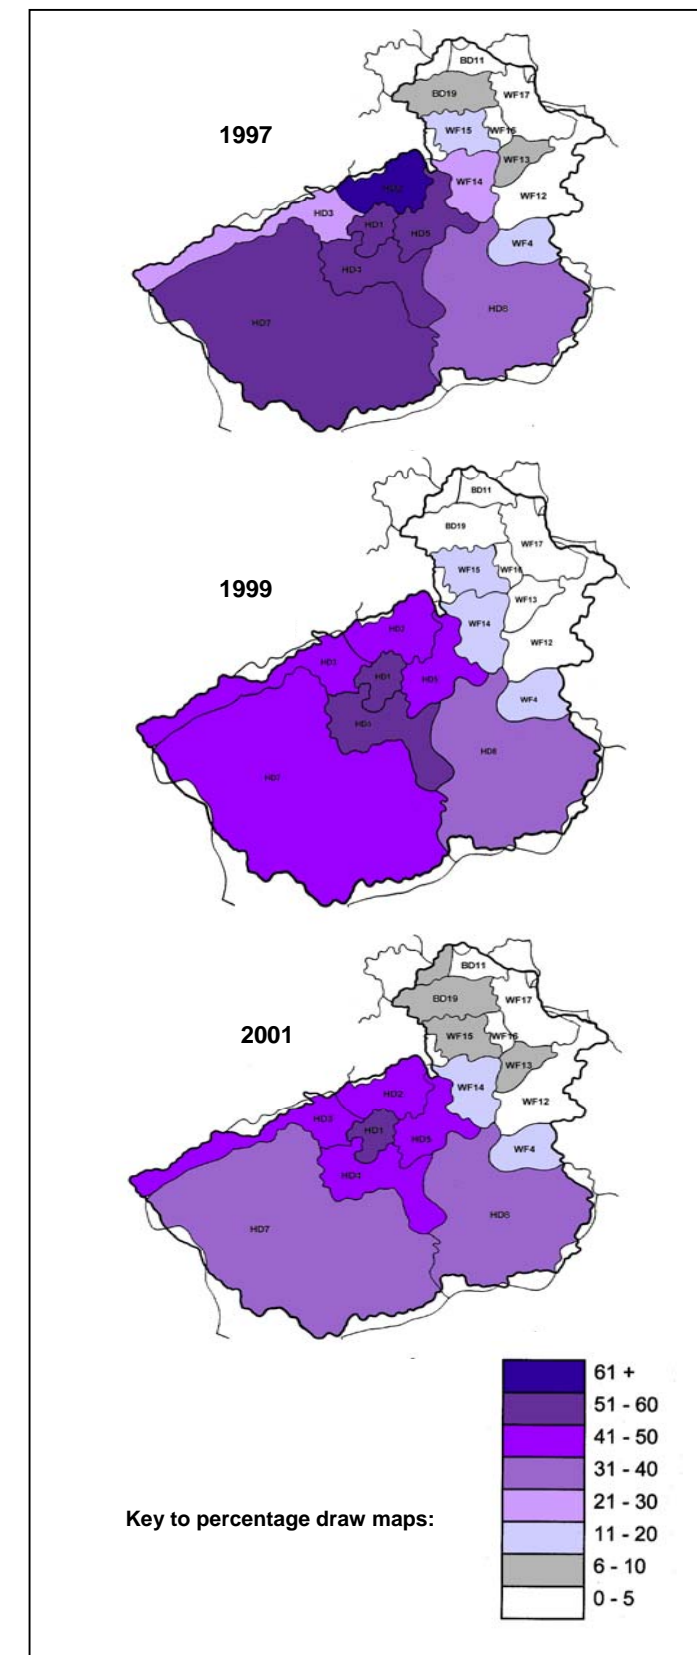 1997
BD11
BD19
WF17
WF15
WF16
WF13
WF14
WF12
HD2
HD3
HD1
HD5
WF4
HD4
HD7
HD8
1999
BD11
BD19
WF17
WF15
WF16
WF13
WF14
WF12
HD2
HD3
HD1
HD5
WF4
HD4
HD8
HD7
2001
BD11
BD19
WF17
WF15
WF16
WF13
WF14
WF12
HD2
HD3
HD1
HD5
WF4
HD4
HD8
HD7
61 +
51 - 60
41 - 50
31 - 40
21 - 30
Key to percentage draw maps:
11 - 20
6 - 10
0 - 5